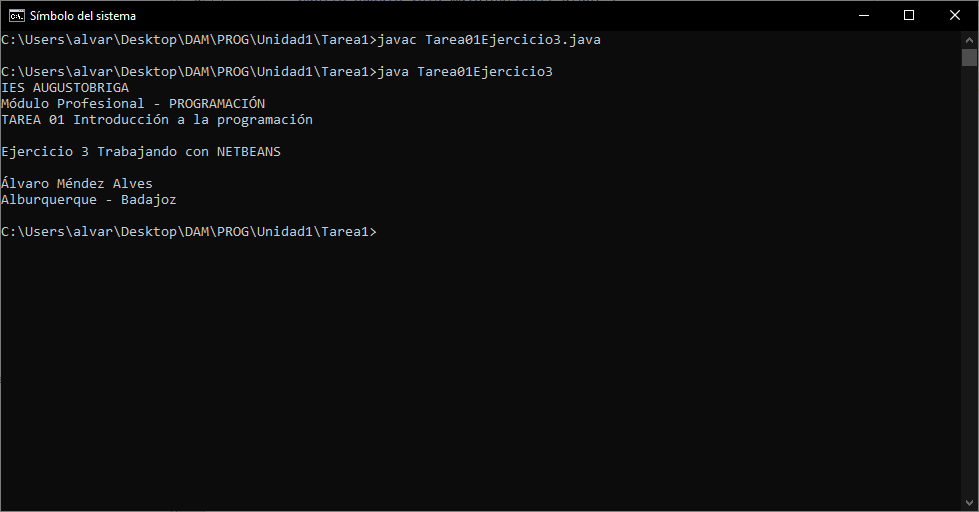 Símbolo del sistema
C:\Users\alvar\Desktop\DAM\PROG\Unidad1\Tarea1>javac Tarea01Ejercicio3.java
C:\Users\alvar\Desktop\DAM\PROG\Unidad1\Tarea1>java Tarea01Ejercicio3
IES AUGUSTOBRIGA
Módulo Profesional - PROGRAMACIÓN
TAREA 01 Introducción a la programación
Ejercicio 3 Trabajando con NETBEANS
Álvaro Méndez Alves
Alburquerque - Badajoz
C:\Users\alvar\Desktop\DAM\PROG\Unidad1\Tarea1>